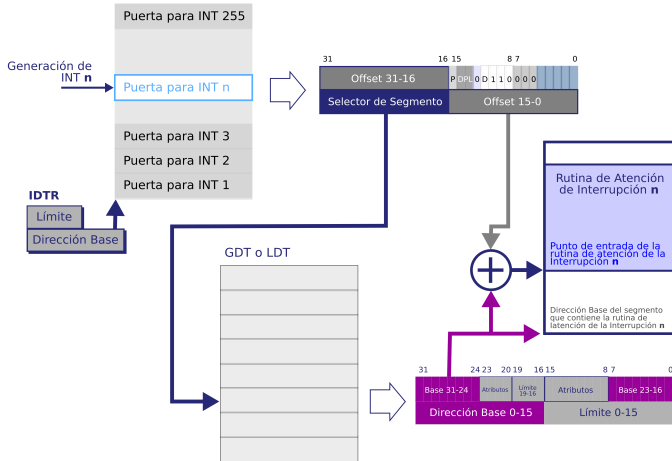 Puerta para INT 255
Generación de
INT n
Puerta para INT n
Puerta para INT 3
Puerta para INT 2
Puerta para INT 1
IDTR
Límite
Dirección Base
31 16 15 8 7 0
Offset 31-16
P DPL 0 D 1 1 0 0 0 0
Selector de Segmento
Offset 15-0
Rutina de Atención
de Interrupción n
Punto de entrada de la
rutina de atención de la
Interrupción n
Dirección Base del segmento
que contiene la rutina de
latención de la Interrupción n
GDT o LDT
31 24 23 20 19 16 15 8 7 0
Base 31-24
Atributos
Límite
19-16
Atributos
Base 23-16
Dirección Base 0-15
Límite 0-15